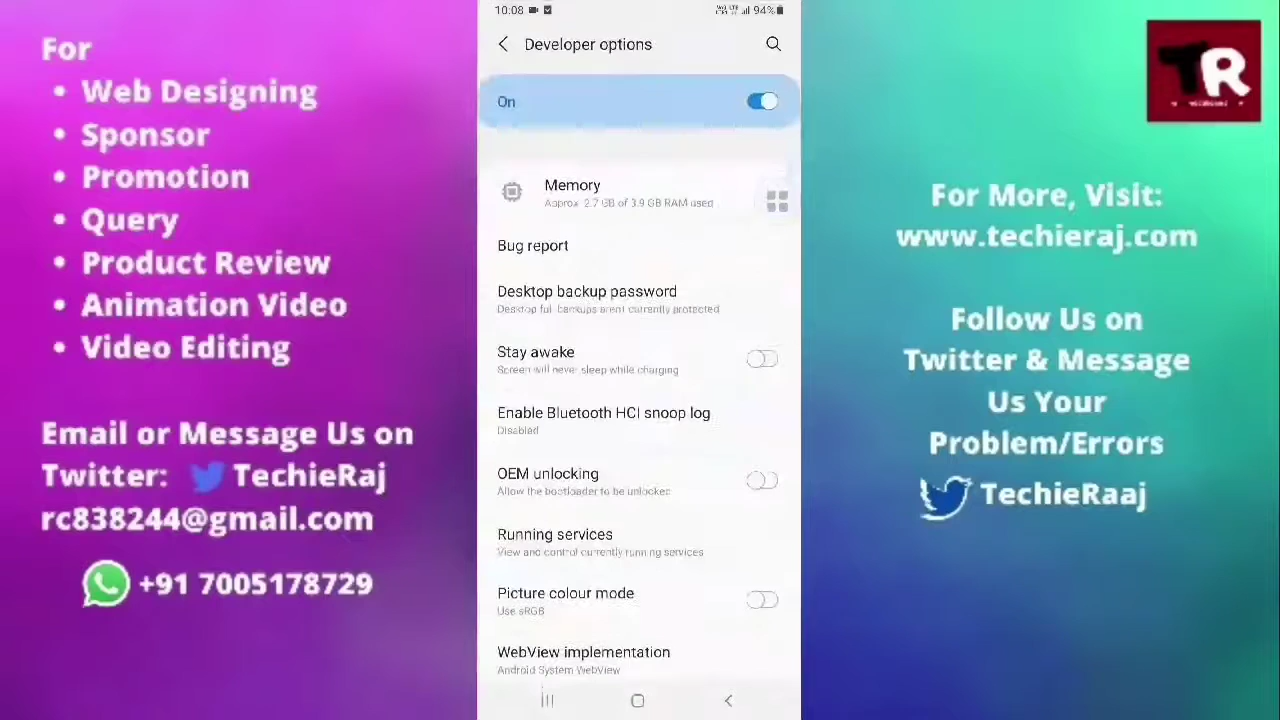 For
• Web Designing
• Sponsor
• Promotion
• Query
• Product Review
• Animation Video
• Video Editing
Email or Message Us on
Twitter: TechieRaj
rc838244@gmail.com
+91 7005178729
10:08
94%
Developer options
On
Memory
Approx. 2.7 GB of 3.9 GB RAM used
Bug report
Desktop backup password
Desktop full backups aren't currently protected
Stay awake
Screen will never sleep while charging
Enable Bluetooth HCI snoop log
Disabled
OEM unlocking
Allow the bootloader to be unlocked
Running services
View and control currently running services
Picture colour mode
Use sRGB
WebView implementation
Android System WebView
TR
For More, Visit:
www.techieraj.com
Follow Us on
Twitter & Message
Us Your
Problem/Errors
TechieRaaj